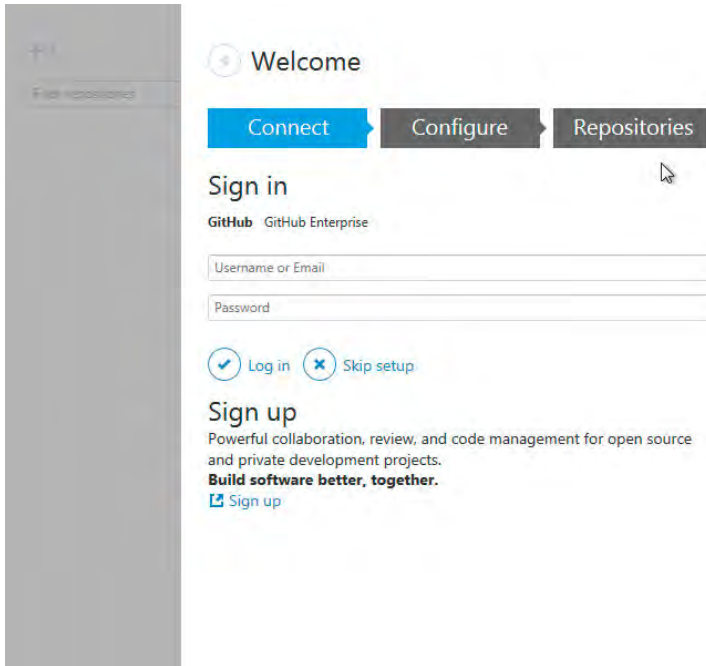 Welcome
Connect Configure Repositories
Filter repositories
Sign in
GitHub GitHub Enterprise
Username or Email
Password
Log in Skip setup
Sign up
Powerful collaboration, review, and code management for open source
and private development projects.
Build software better, together.
Sign up